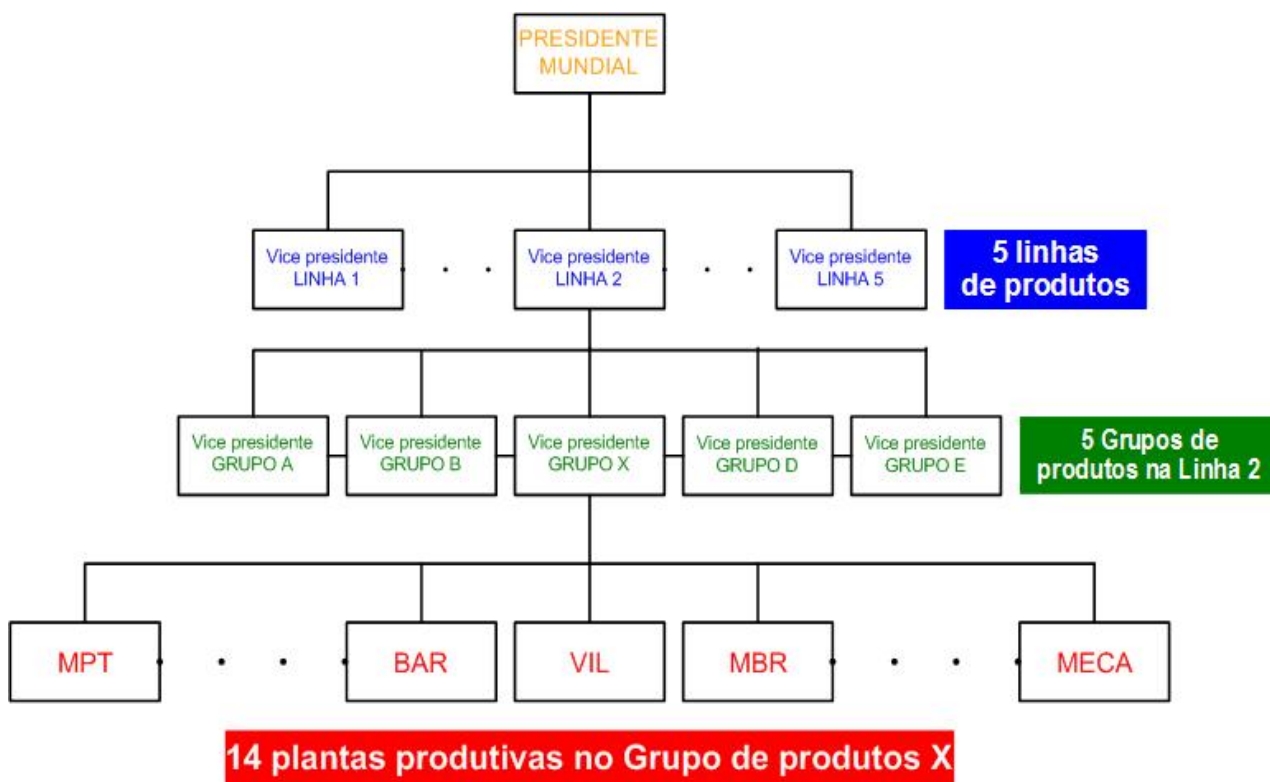 PRESIDENTE
MUNDIAL
Vice presidente
LINHA 1
Vice presidente
LINHA 2
Vice presidente
LINHA 5
5 linhas
de produtos
Vice presidente
GRUPO A
Vice presidente
GRUPO B
Vice presidente
GRUPO X
Vice presidente
GRUPO D
Vice presidente
GRUPO E
5 Grupos de
produtos na Linha 2
MPT
BAR
VIL
MBR
MECA
14 plantas produtivas no Grupo de produtos X